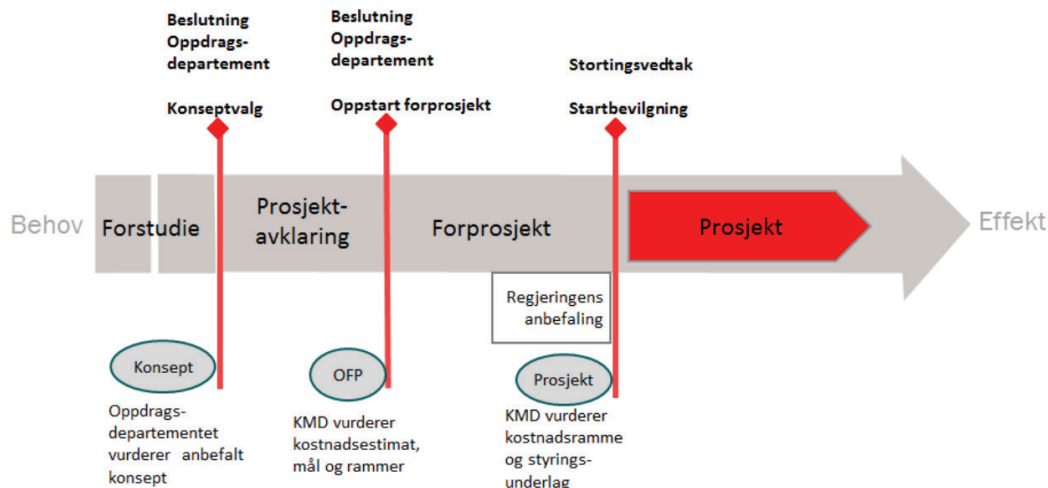 Beslutning
Oppdrags-
departement
Konseptvalg
Beslutning
Oppdrags-
departement
Oppstart forprosjekt
Stortingsvedtak
Startbevilgning
Behov
Forstudie
Prosjekt-
avklaring
Forprosjekt
Prosjekt
Effekt
Regjeringens
anbefaling
Konsept
OFP
Prosjekt
Oppdrags-
departementet
vurderer anbefalt
konsept
KMD vurderer
kostnadsestimat,
mål og rammer
KMD vurderer
kostnadsramme
og styrings-
underlag